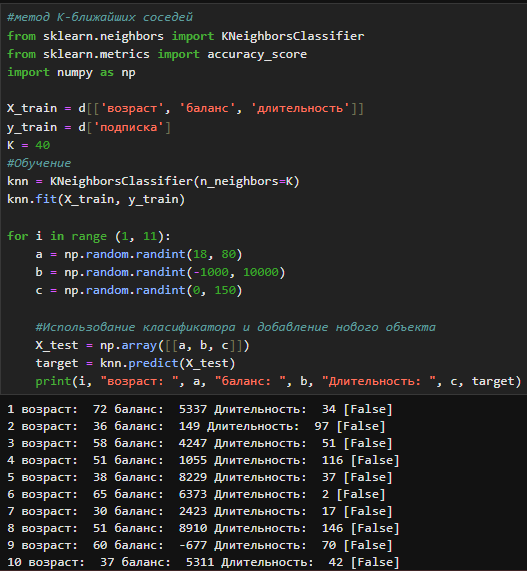 #метод К-ближайших соседей
from sklearn.neighbors import KNeighborsClassifier
from sklearn.metrics import accuracy_score
import numpy as np

X_train = d[['возраст', 'баланс', 'длительность']]
y_train = d['подписка']
K = 40
#Обучение
knn = KNeighborsClassifier(n_neighbors=K)
knn.fit(X_train, y_train)

for i in range (1, 11):
    a = np.random.randint(18, 80)
    b = np.random.randint(-1000, 10000)
    c = np.random.randint(0, 150)

    #Использование класификатора и добавление нового объекта
    X_test = np.array([[a, b, c]])
    target = knn.predict(X_test)
    print(i, "возраст: ", a, "баланс: ", b, "Длительность: ", c, target)
1 возраст:  72 баланс:  5337 Длительность:  34 [False]
2 возраст:  36 баланс:  149 Длительность:  97 [False]
3 возраст:  58 баланс:  4247 Длительность:  51 [False]
4 возраст:  51 баланс:  1055 Длительность:  116 [False]
5 возраст:  38 баланс:  8229 Длительность:  37 [False]
6 возраст:  65 баланс:  6373 Длительность:  2 [False]
7 возраст:  30 баланс:  2423 Длительность:  17 [False]
8 возраст:  51 баланс:  8910 Длительность:  146 [False]
9 возраст:  60 баланс:  -677 Длительность:  70 [False]
10 возраст:  37 баланс:  5311 Длительность:  42 [False]